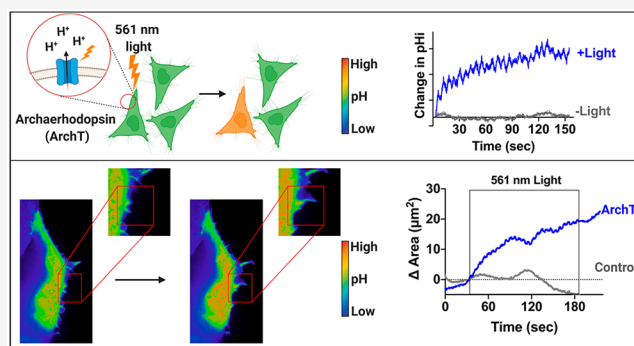 561 nm
light
H⁺
H⁺
H⁺
H⁺
Archaerhodopsin
(ArchT)
High
pH
Low
Change in pHi
+Light
-Light
30 60 90 120 150
Time (sec)
High
pH
Low
561 nm Light
Δ Area (µm²)
30
20
10
0
ArchT
Contro
0 60 120 180
Time (sec)